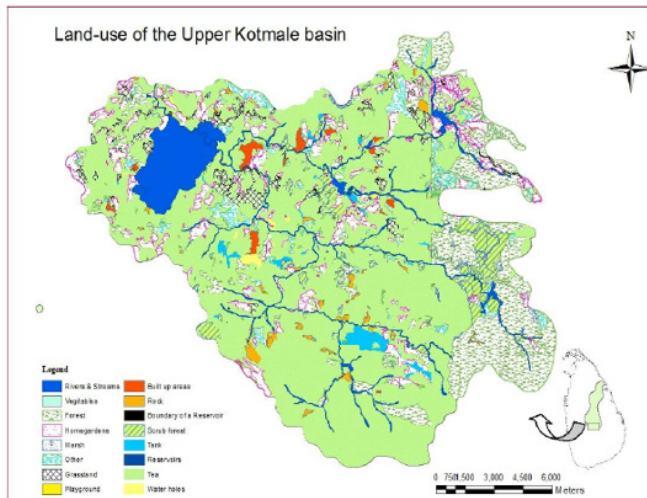 Land-use of the Upper Kotmale basin
N
Legend
Rivers & Streams
Vegitables
Forest
Homegardens
Marsh
Other
Grassland
Playground
Built up areas
Rock
Boundary of a Reservoir
Scrub forest
Tank
Reservoirs
Tea
Water holes
0 750 1,500 3,000 4,500 6,000
Meters